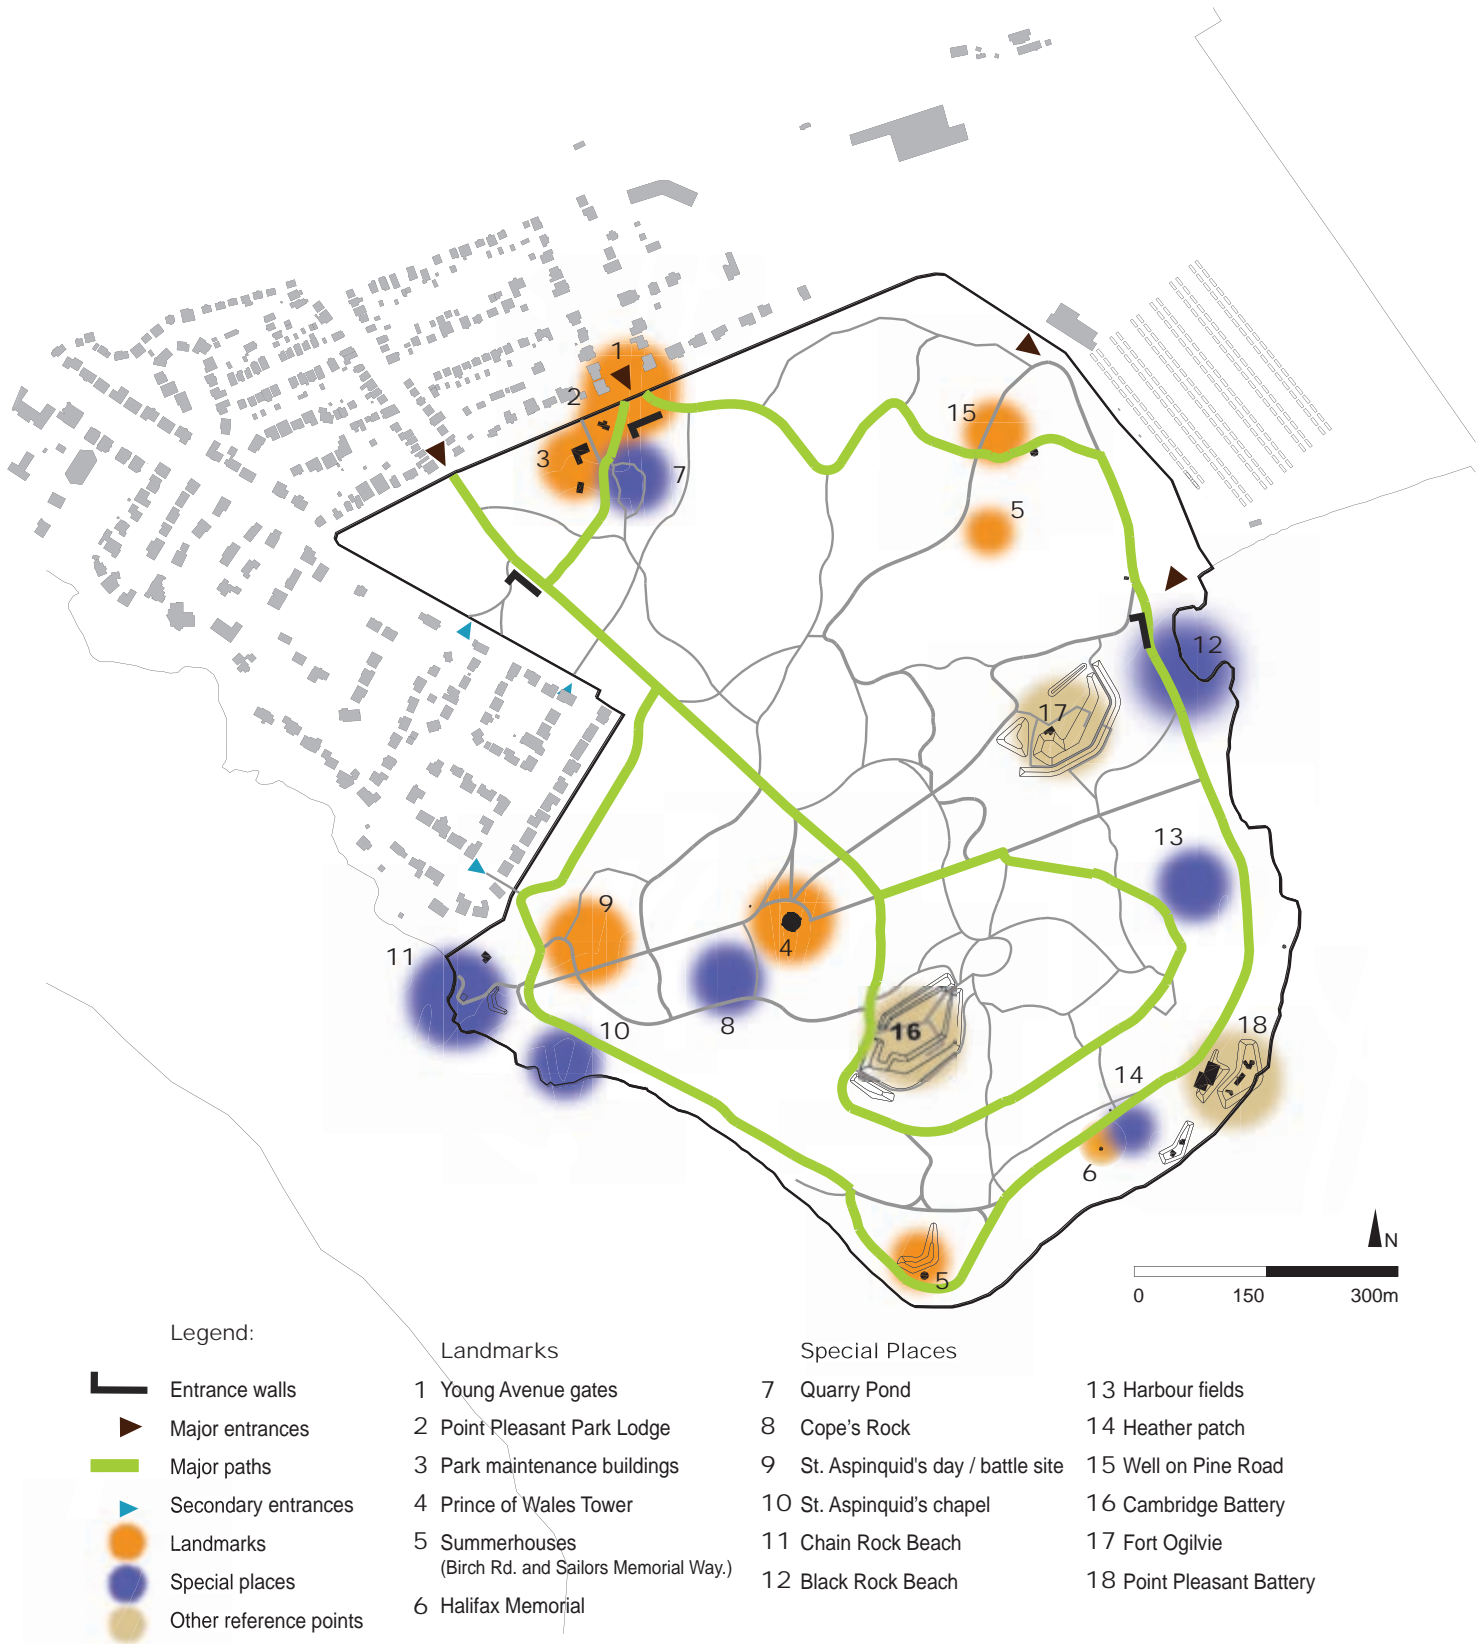 1
2
3
15
7
5
12
17
13
9
11
4
16
10
8
18
14
6
5
N
0 150 300m
Legend:
Entrance walls
Major entrances
Major paths
Secondary entrances
Landmarks
Special places
Other reference points
Landmarks
1 Young Avenue gates
2 Point Pleasant Park Lodge
3 Park maintenance buildings
4 Prince of Wales Tower
5 Summerhouses
(Birch Rd. and Sailors Memorial Way.)
6 Halifax Memorial
Special Places
7 Quarry Pond
8 Cope's Rock
9 St. Aspinquid's day / battle site
10 St. Aspinquid's chapel
11 Chain Rock Beach
12 Black Rock Beach
13 Harbour fields
14 Heather patch
15 Well on Pine Road
16 Cambridge Battery
17 Fort Ogilvie
18 Point Pleasant Battery